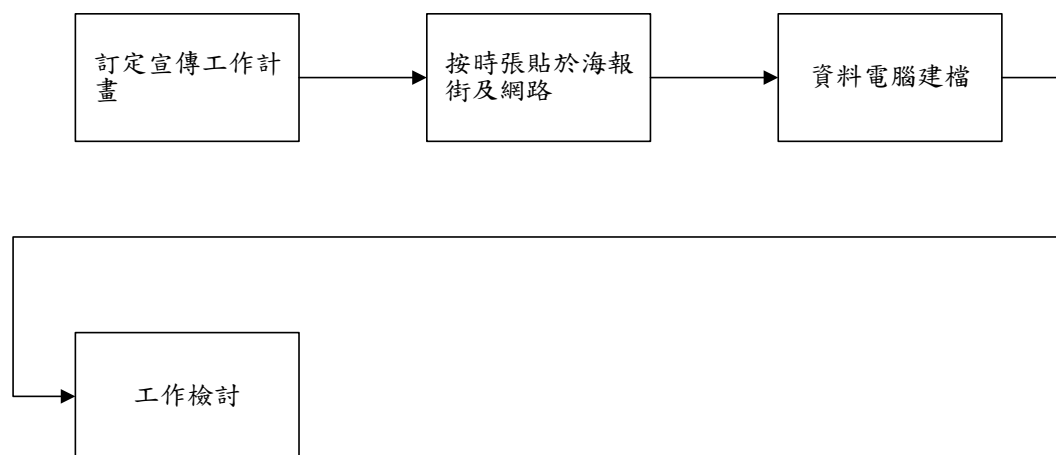 訂定宣傳工作計
畫
按時張貼於海報
街及網路
資料電腦建檔
工作檢討